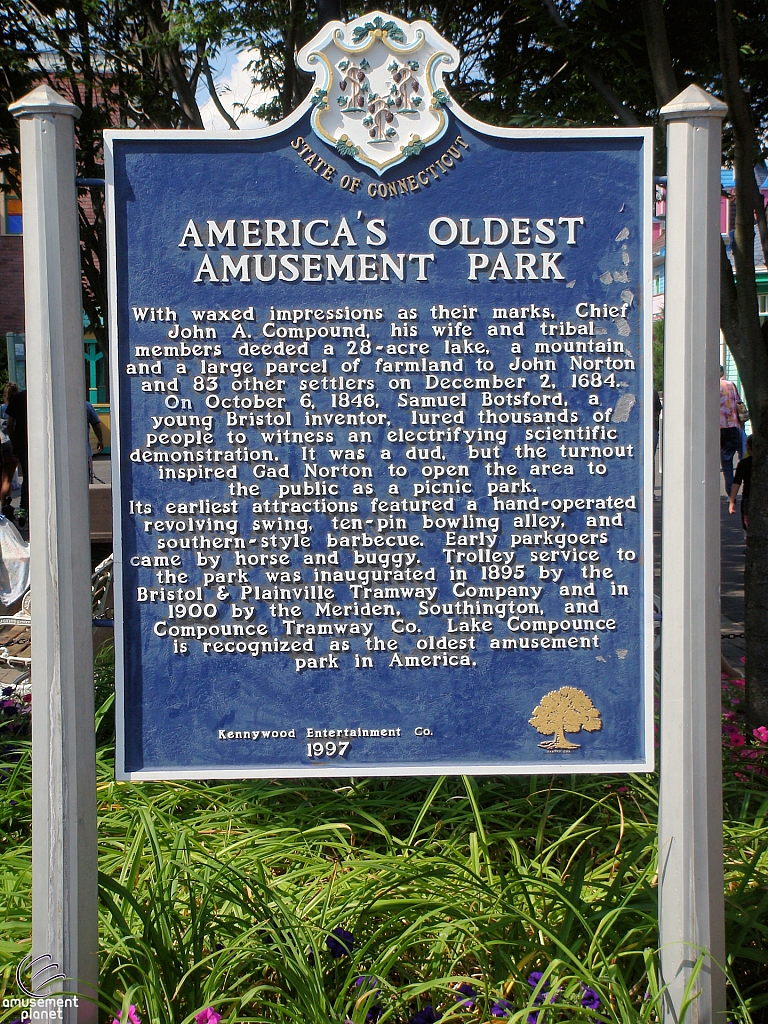 STATE OF CONNECTICUT
AMERICA'S OLDEST
AMUSEMENT PARK
With waxed impressions as their marks, Chief
John A. Compound, his wife and tribal
members deeded a 28-acre lake, a mountain
and a large parcel of farmland to John Norton
and 83 other settlers on December 2, 1684.
On October 6, 1846, Samuel Botsford, a
young Bristol inventor, lured thousands of
people to witness an electrifying scientific
demonstration. It was a dud, but the turnout
inspired Gad Norton to open the area to
the public as a picnic park.
Its earliest attractions featured a hand-operated
revolving swing, ten-pin bowling alley, and
southern-style barbecue. Early parkgoers
came by horse and buggy. Trolley service to
the park was inaugurated in 1895 by the
Bristol & Plainville Tramway Company and in
1900 by the Meriden, Southington, and
Compounce Tramway Co. Lake Compounce
is recognized as the oldest amusement
park in America.
Kennywood Entertainment Co.
1997
amusement
planet